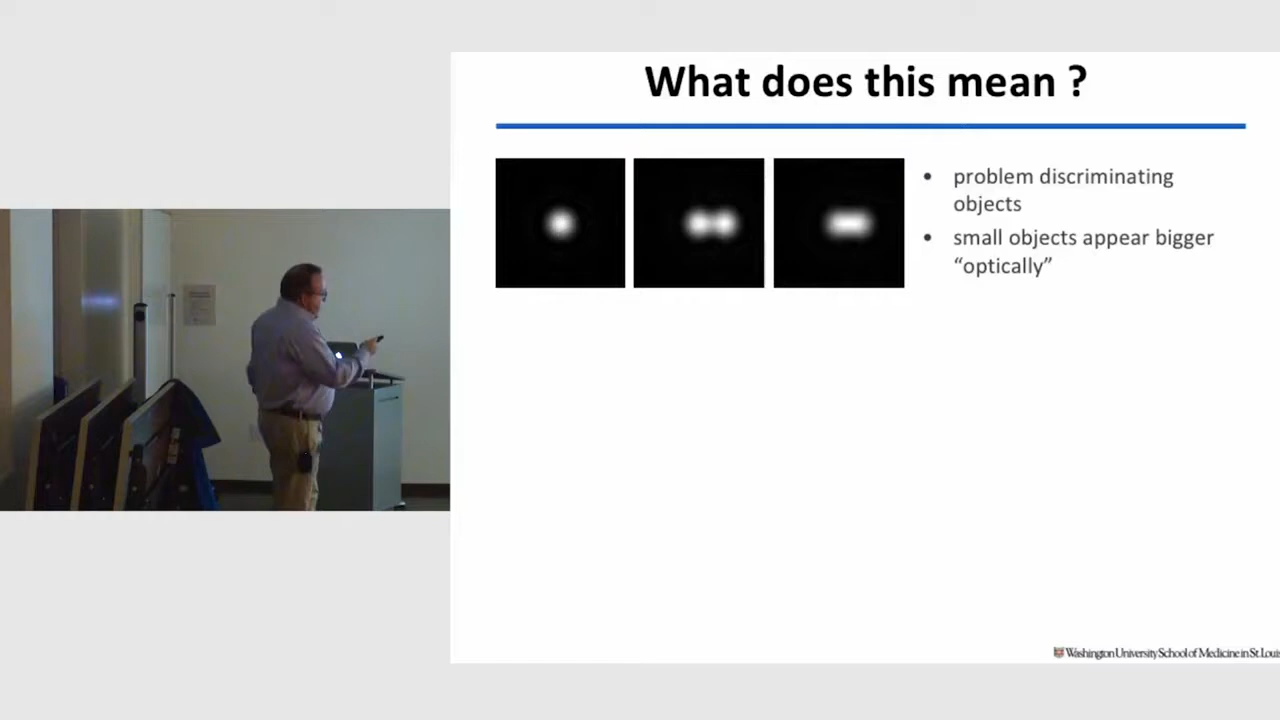 What does this mean ?
• problem discriminating
objects
• small objects appear bigger
“optically”
Washington University School of Medicine in St. Louis